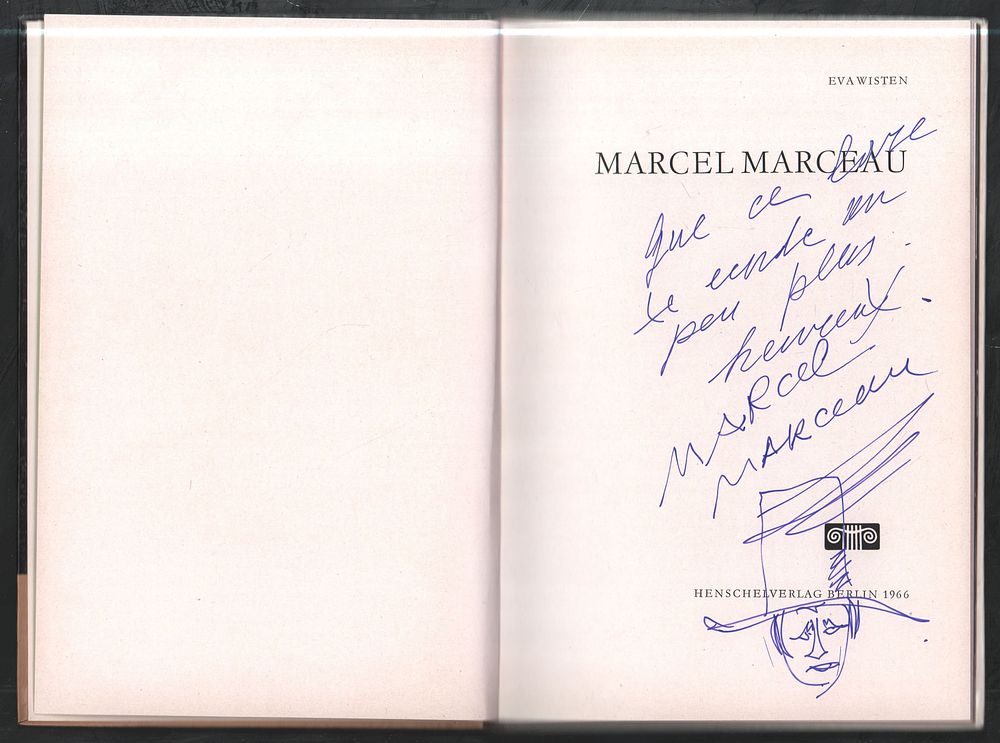 EVA WISTEN
MARCEL MARCEAU
Que ce livre
te rende un
peu plus
heureux.
MARCEL
MARCEAU
HENSCHELVERLAG BERLIN 1966